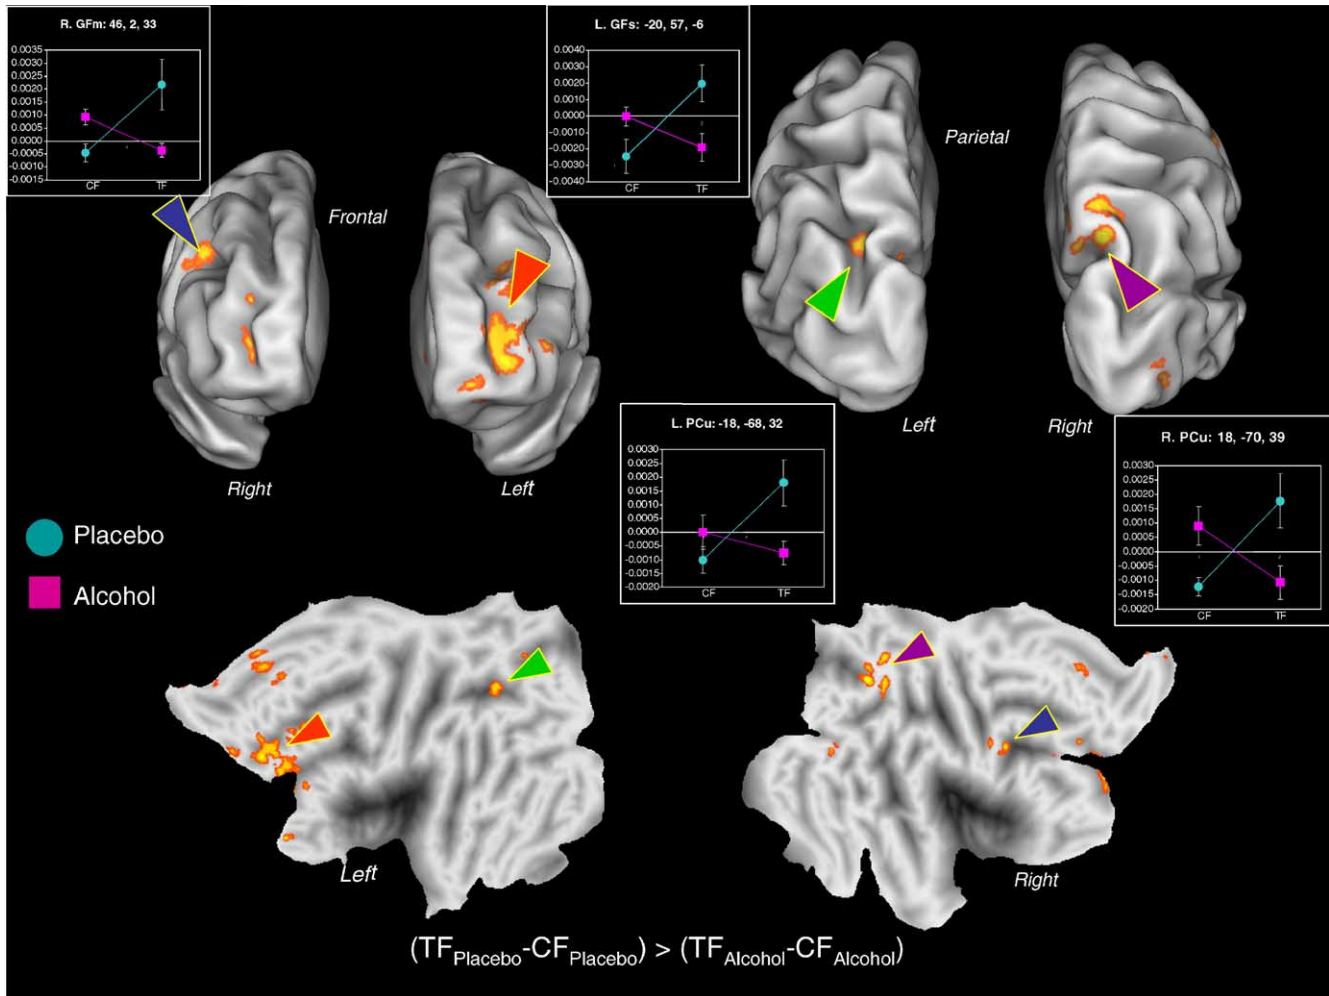 R. GFm: 46, 2, 33
0.0035
0.0030
0.0025
0.0020
0.0015
0.0010
0.0005
0.0000
-0.0005
-0.0010
-0.0015
CF TF
L. GFs: -20, 57, -6
0.0040
0.0030
0.0020
0.0010
0.0000
-0.0010
-0.0020
-0.0030
-0.0040
CF TF
Parietal
Frontal
Right
Left
Left
Right
L. PCu: -18, -68, 32
0.0030
0.0025
0.0020
0.0015
0.0010
0.0005
0.0000
-0.0005
-0.0010
-0.0015
-0.0020
CF TF
R. PCu: 18, -70, 39
0.0030
0.0025
0.0020
0.0015
0.0010
0.0005
0.0000
-0.0005
-0.0010
-0.0015
-0.0020
CF TF
Placebo
Alcohol
Left
Right
(TFPlacebo-CFPlacebo) > (TFAlcohol-CFAlcohol)